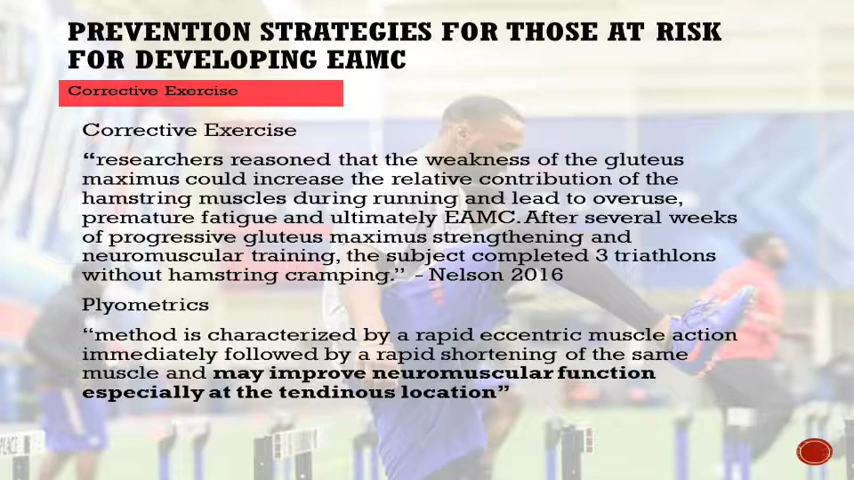 PREVENTION STRATEGIES FOR THOSE AT RISK
FOR DEVELOPING EAMC
Corrective Exercise
Corrective Exercise
“researchers reasoned that the weakness of the gluteus
maximus could increase the relative contribution of the
hamstring muscles during running and lead to overuse,
premature fatigue and ultimately EAMC. After several weeks
of progressive gluteus maximus strengthening and
neuromuscular training, the subject completed 3 triathlons
without hamstring cramping.” - Nelson 2016
Plyometrics
“method is characterized by a rapid eccentric muscle action
immediately followed by a rapid shortening of the same
muscle and may improve neuromuscular function
especially at the tendinous location”